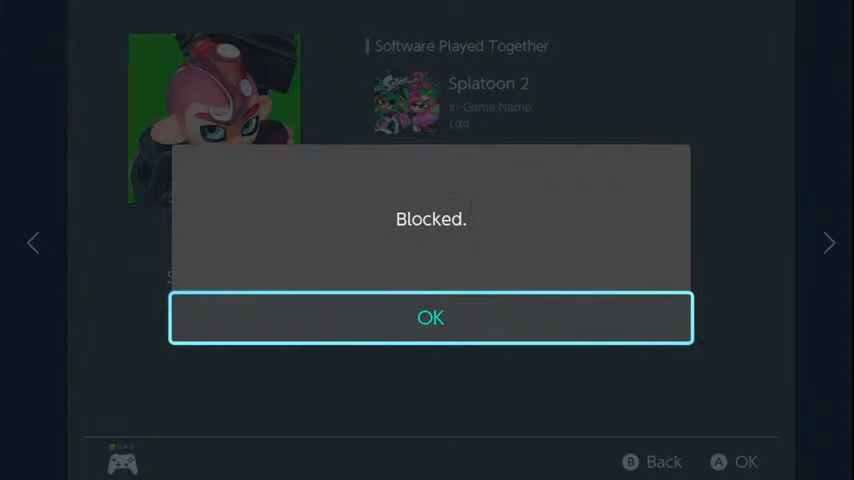 Software Played Together
Splatoon 2
In-Game Name:
Blocked.
OK
B Back A OK